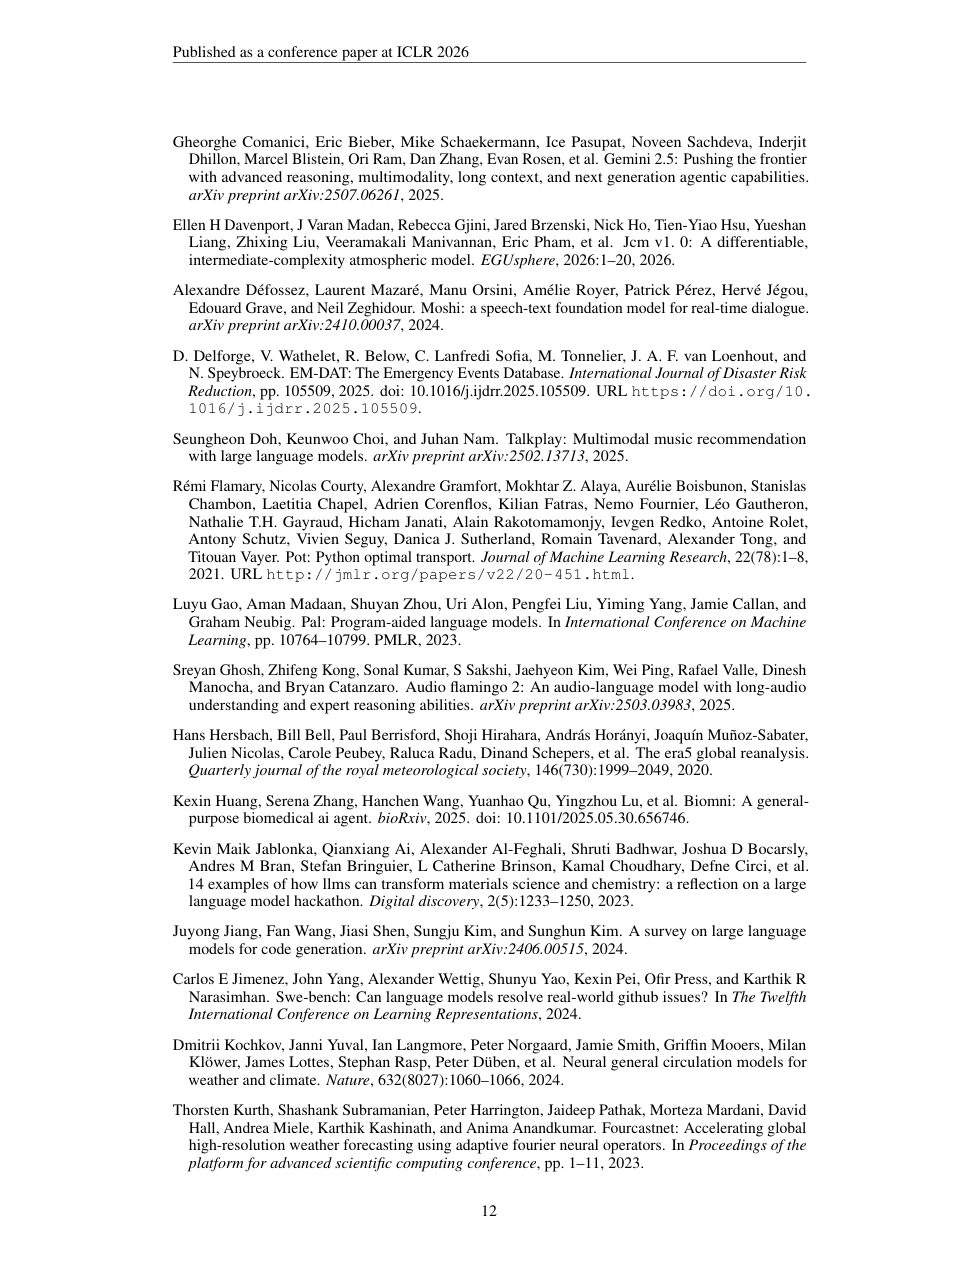 Published as a conference paper at ICLR 2026
Gheorghe Comanici, Eric Bieber, Mike Schaekermann, Ice Pasupat, Noveen Sachdeva, Inderjit
Dhillon, Marcel Blistein, Ori Ram, Dan Zhang, Evan Rosen, et al. Gemini 2.5: Pushing the frontier
with advanced reasoning, multimodality, long context, and next generation agentic capabilities.
arXiv preprint arXiv:2507.06261, 2025.
Ellen H Davenport, J Varan Madan, Rebecca Gjini, Jared Brzenski, Nick Ho, Tien-Yiao Hsu, Yueshan
Liang, Zhixing Liu, Veeramakali Manivannan, Eric Pham, et al. Jcm v1. 0: A differentiable,
intermediate-complexity atmospheric model. EGUsphere, 2026:1–20, 2026.
Alexandre Défossez, Laurent Mazaré, Manu Orsini, Amélie Royer, Patrick Pérez, Hervé Jégou,
Edouard Grave, and Neil Zeghidour. Moshi: a speech-text foundation model for real-time dialogue.
arXiv preprint arXiv:2410.00037, 2024.
D. Delforge, V. Wathelet, R. Below, C. Lanfredi Sofia, M. Tonnelier, J. A. F. van Loenhout, and
N. Speybroeck. EM-DAT: The Emergency Events Database. International Journal of Disaster Risk
Reduction, pp. 105509, 2025. doi: 10.1016/j.ijdrr.2025.105509. URL https://doi.org/10.
1016/j.ijdrr.2025.105509.
Seungheon Doh, Keunwoo Choi, and Juhan Nam. Talkplay: Multimodal music recommendation
with large language models. arXiv preprint arXiv:2502.13713, 2025.
Rémi Flamary, Nicolas Courty, Alexandre Gramfort, Mokhtar Z. Alaya, Aurélie Boisbunon, Stanislas
Chambon, Laetitia Chapel, Adrien Corenflos, Kilian Fatras, Nemo Fournier, Léo Gautheron,
Nathalie T.H. Gayraud, Hicham Janati, Alain Rakotomamonjy, Ievgen Redko, Antoine Rolet,
Antony Schutz, Vivien Seguy, Danica J. Sutherland, Romain Tavenard, Alexander Tong, and
Titouan Vayer. Pot: Python optimal transport. Journal of Machine Learning Research, 22(78):1–8,
2021. URL http://jmlr.org/papers/v22/20-451.html.
Luyu Gao, Aman Madaan, Shuyan Zhou, Uri Alon, Pengfei Liu, Yiming Yang, Jamie Callan, and
Graham Neubig. Pal: Program-aided language models. In International Conference on Machine
Learning, pp. 10764–10799. PMLR, 2023.
Sreyan Ghosh, Zhifeng Kong, Sonal Kumar, S Sakshi, Jaehyeon Kim, Wei Ping, Rafael Valle, Dinesh
Manocha, and Bryan Catanzaro. Audio flamingo 2: An audio-language model with long-audio
understanding and expert reasoning abilities. arXiv preprint arXiv:2503.03983, 2025.
Hans Hersbach, Bill Bell, Paul Berrisford, Shoji Hirahara, András Horányi, Joaquín Muñoz-Sabater,
Julien Nicolas, Carole Peubey, Raluca Radu, Dinand Schepers, et al. The era5 global reanalysis.
Quarterly journal of the royal meteorological society, 146(730):1999–2049, 2020.
Kexin Huang, Serena Zhang, Hanchen Wang, Yuanhao Qu, Yingzhou Lu, et al. Biomni: A general-
purpose biomedical ai agent. bioRxiv, 2025. doi: 10.1101/2025.05.30.656746.
Kevin Maik Jablonka, Qianxiang Ai, Alexander Al-Feghali, Shruti Badhwar, Joshua D Bocarsly,
Andres M Bran, Stefan Bringuier, L Catherine Brinson, Kamal Choudhary, Defne Circi, et al.
14 examples of how llms can transform materials science and chemistry: a reflection on a large
language model hackathon. Digital discovery, 2(5):1233–1250, 2023.
Juyong Jiang, Fan Wang, Jiasi Shen, Sungju Kim, and Sunghun Kim. A survey on large language
models for code generation. arXiv preprint arXiv:2406.00515, 2024.
Carlos E Jimenez, John Yang, Alexander Wettig, Shunyu Yao, Kexin Pei, Ofir Press, and Karthik R
Narasimhan. Swe-bench: Can language models resolve real-world github issues? In The Twelfth
International Conference on Learning Representations, 2024.
Dmitrii Kochkov, Janni Yuval, Ian Langmore, Peter Norgaard, Jamie Smith, Griffin Mooers, Milan
Klöwer, James Lottes, Stephan Rasp, Peter Düben, et al. Neural general circulation models for
weather and climate. Nature, 632(8027):1060–1066, 2024.
Thorsten Kurth, Shashank Subramanian, Peter Harrington, Jaideep Pathak, Morteza Mardani, David
Hall, Andrea Miele, Karthik Kashinath, and Anima Anandkumar. Fourcastnet: Accelerating global
high-resolution weather forecasting using adaptive fourier neural operators. In Proceedings of the
platform for advanced scientific computing conference, pp. 1–11, 2023.
12